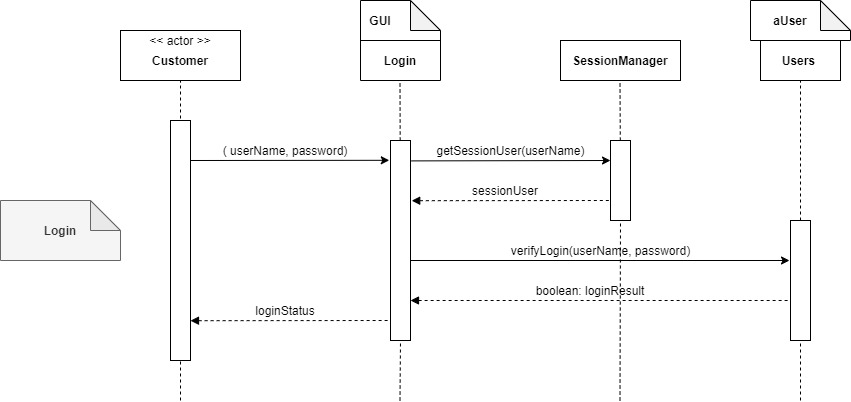 GUI
aUser
<< actor >>
Customer
Login
SessionManager
Users
( userName, password)
getSessionUser(userName)
sessionUser
Login
verifyLogin(userName, password)
boolean: loginResult
loginStatus